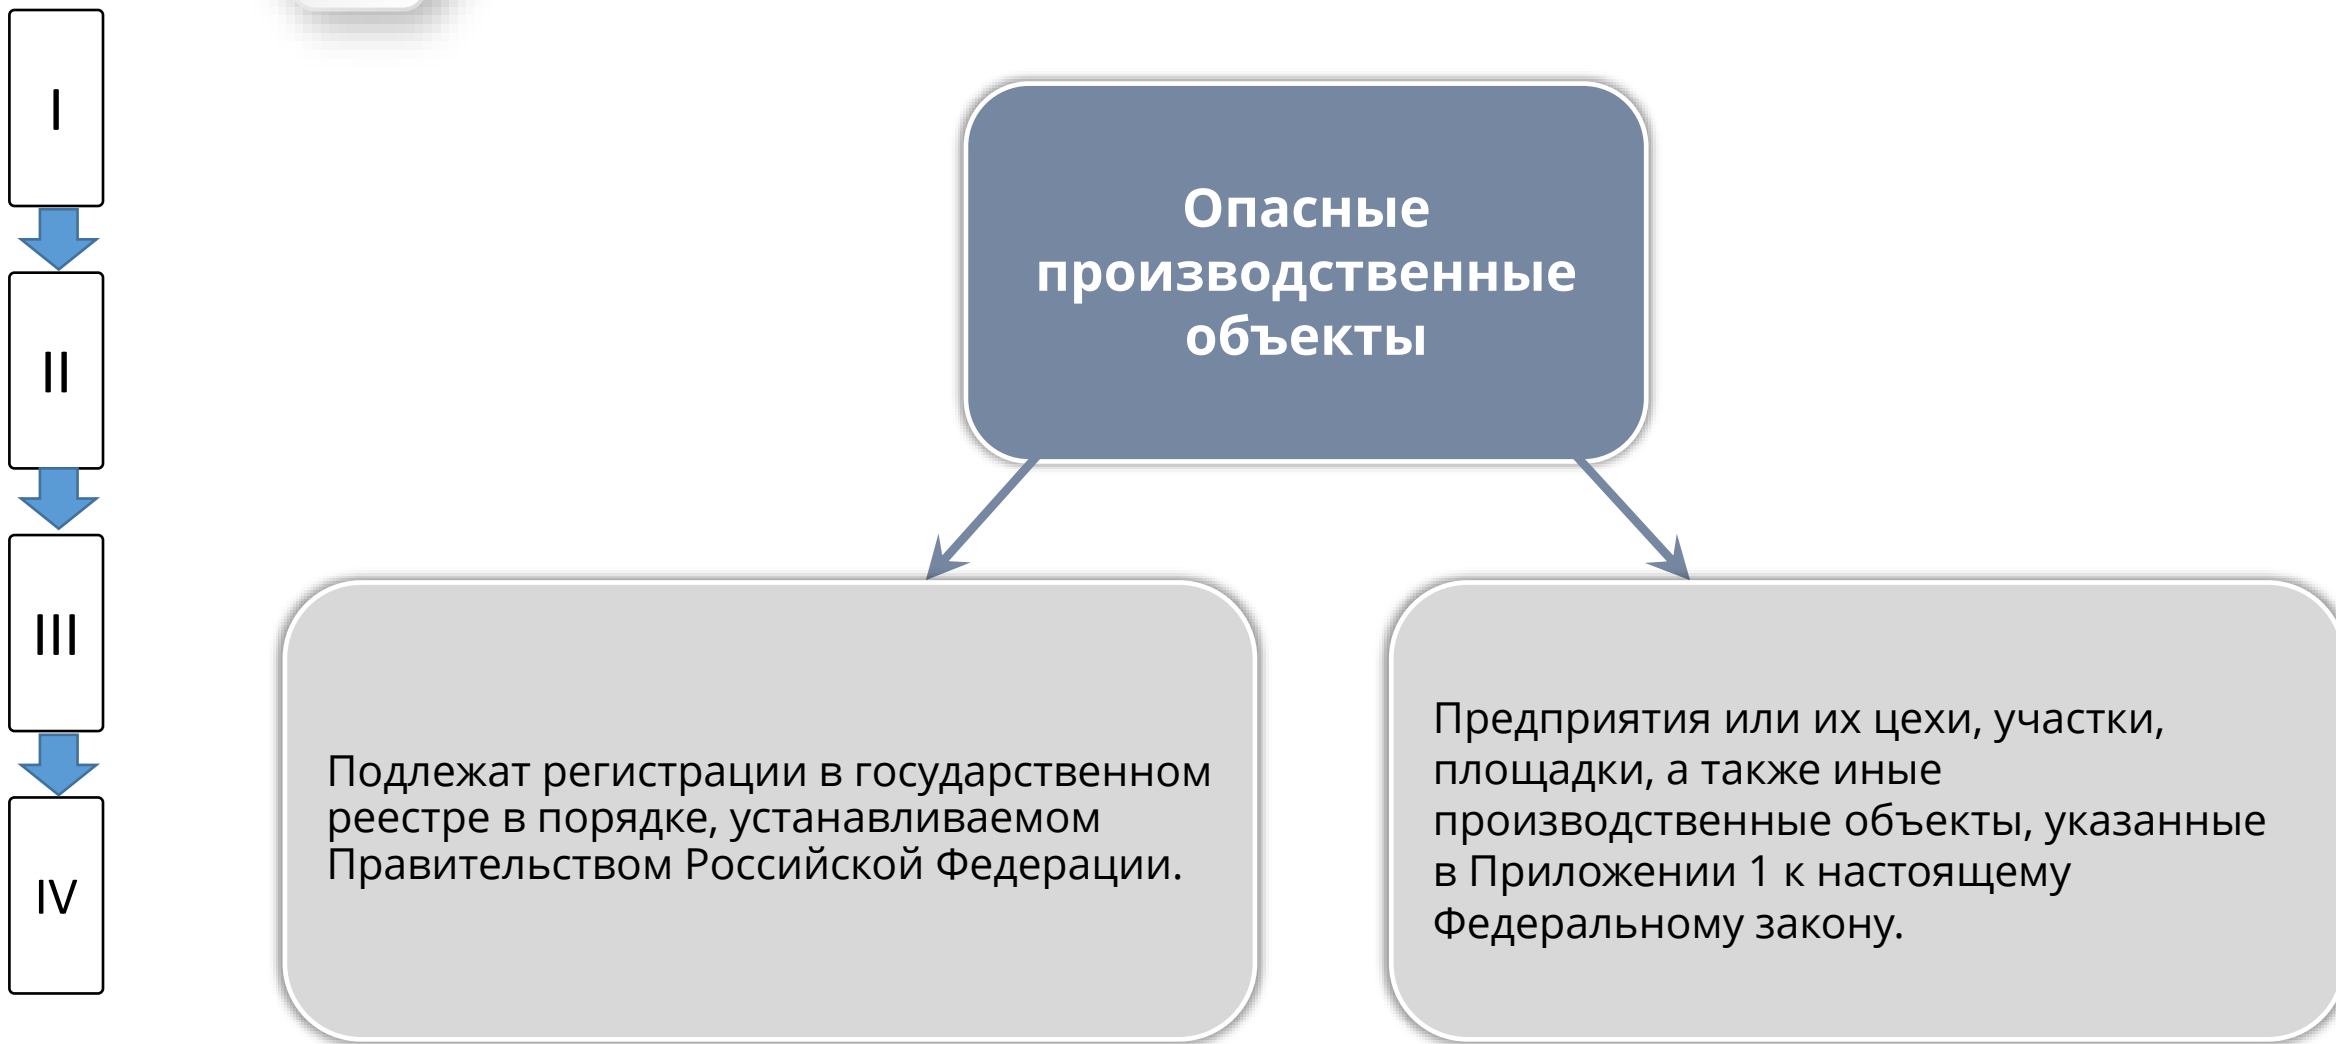 I
II
III
IV
Опасные
производственные
объекты
Подлежат регистрации в государственном
реестре в порядке, устанавливаемом
Правительством Российской Федерации.
Предприятия или их цехи, участки,
площадки, а также иные
производственные объекты, указанные
в Приложении 1 к настоящему
Федеральному закону.